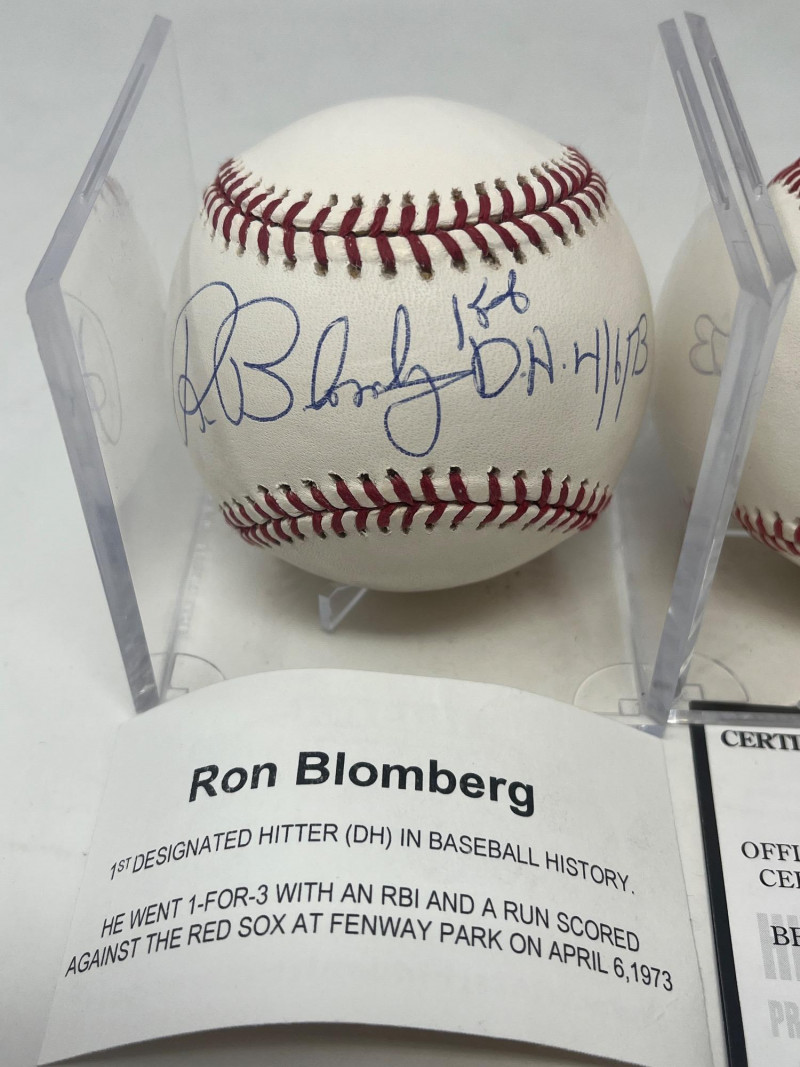 Ron Blomberg 1st
D.H. 4/6/73
Ron Blomberg
1ST DESIGNATED HITTER (DH) IN BASEBALL HISTORY.
HE WENT 1-FOR-3 WITH AN RBI AND A RUN SCORED
AGAINST THE RED SOX AT FENWAY PARK ON APRIL 6,1973
CERTI
OFFI
CE
BE
PR